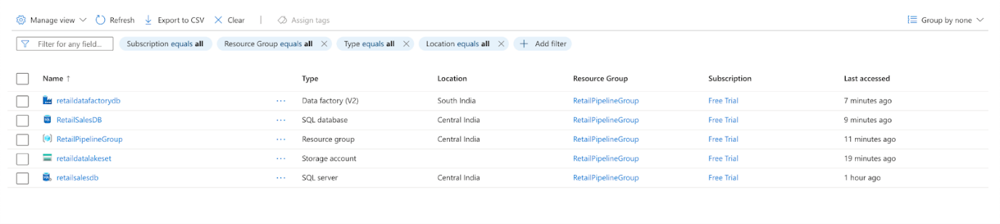 Manage view Refresh Export to CSV Clear | Assign tags Group by none
Filter for any field... Subscription equals all Resource Group equals all Type equals all Location equals all Add filter
Name ↑ Type Location Resource Group Subscription Last accessed
retaildatafactorydb ... Data factory (V2) South India RetailPipelineGroup Free Trial 7 minutes ago
RetailSalesDB ... SQL database Central India RetailPipelineGroup Free Trial 9 minutes ago
RetailPipelineGroup ... Resource group Central India RetailPipelineGroup Free Trial 11 minutes ago
retaildatalakeset ... Storage account RetailPipelineGroup Free Trial 19 minutes ago
retailsalesdb ... SQL server Central India RetailPipelineGroup Free Trial 1 hour ago